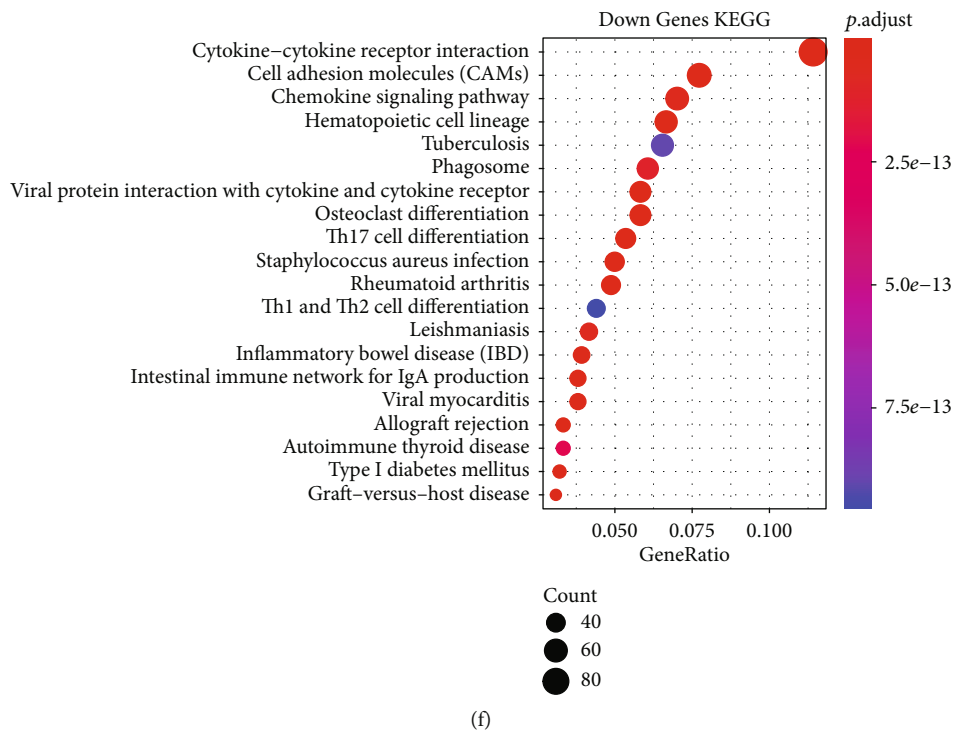 Down Genes KEGG
p.adjust
Cytokine−cytokine receptor interaction
Cell adhesion molecules (CAMs)
Chemokine signaling pathway
Hematopoietic cell lineage
Tuberculosis
Phagosome
Viral protein interaction with cytokine and cytokine receptor
Osteoclast differentiation
Th17 cell differentiation
Staphylococcus aureus infection
Rheumatoid arthritis
Th1 and Th2 cell differentiation
Leishmaniasis
Inflammatory bowel disease (IBD)
Intestinal immune network for IgA production
Viral myocarditis
Allograft rejection
Autoimmune thyroid disease
Type I diabetes mellitus
Graft−versus−host disease
2.5e−13
5.0e−13
7.5e−13
0.050 0.075 0.100
GeneRatio
Count
40
60
80
(f)